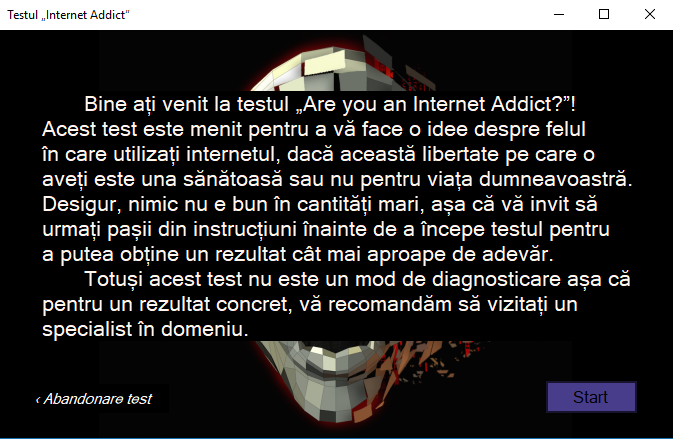 Testul „Internet Addict”
Bine ați venit la testul „Are you an Internet Addict?”!
Acest test este menit pentru a vă face o idee despre felul
în care utilizați internetul, dacă această libertate pe care o
aveți este una sănătoasă sau nu pentru viața dumneavoastră.
Desigur, nimic nu e bun în cantități mari, așa că vă invit să
urmați pașii din instrucțiuni înainte de a începe testul pentru
a putea obține un rezultat cât mai aproape de adevăr.
Totuși acest test nu este un mod de diagnosticare așa că
pentru un rezultat concret, vă recomandăm să vizitați un
specialist în domeniu.
‹ Abandonare test
Start